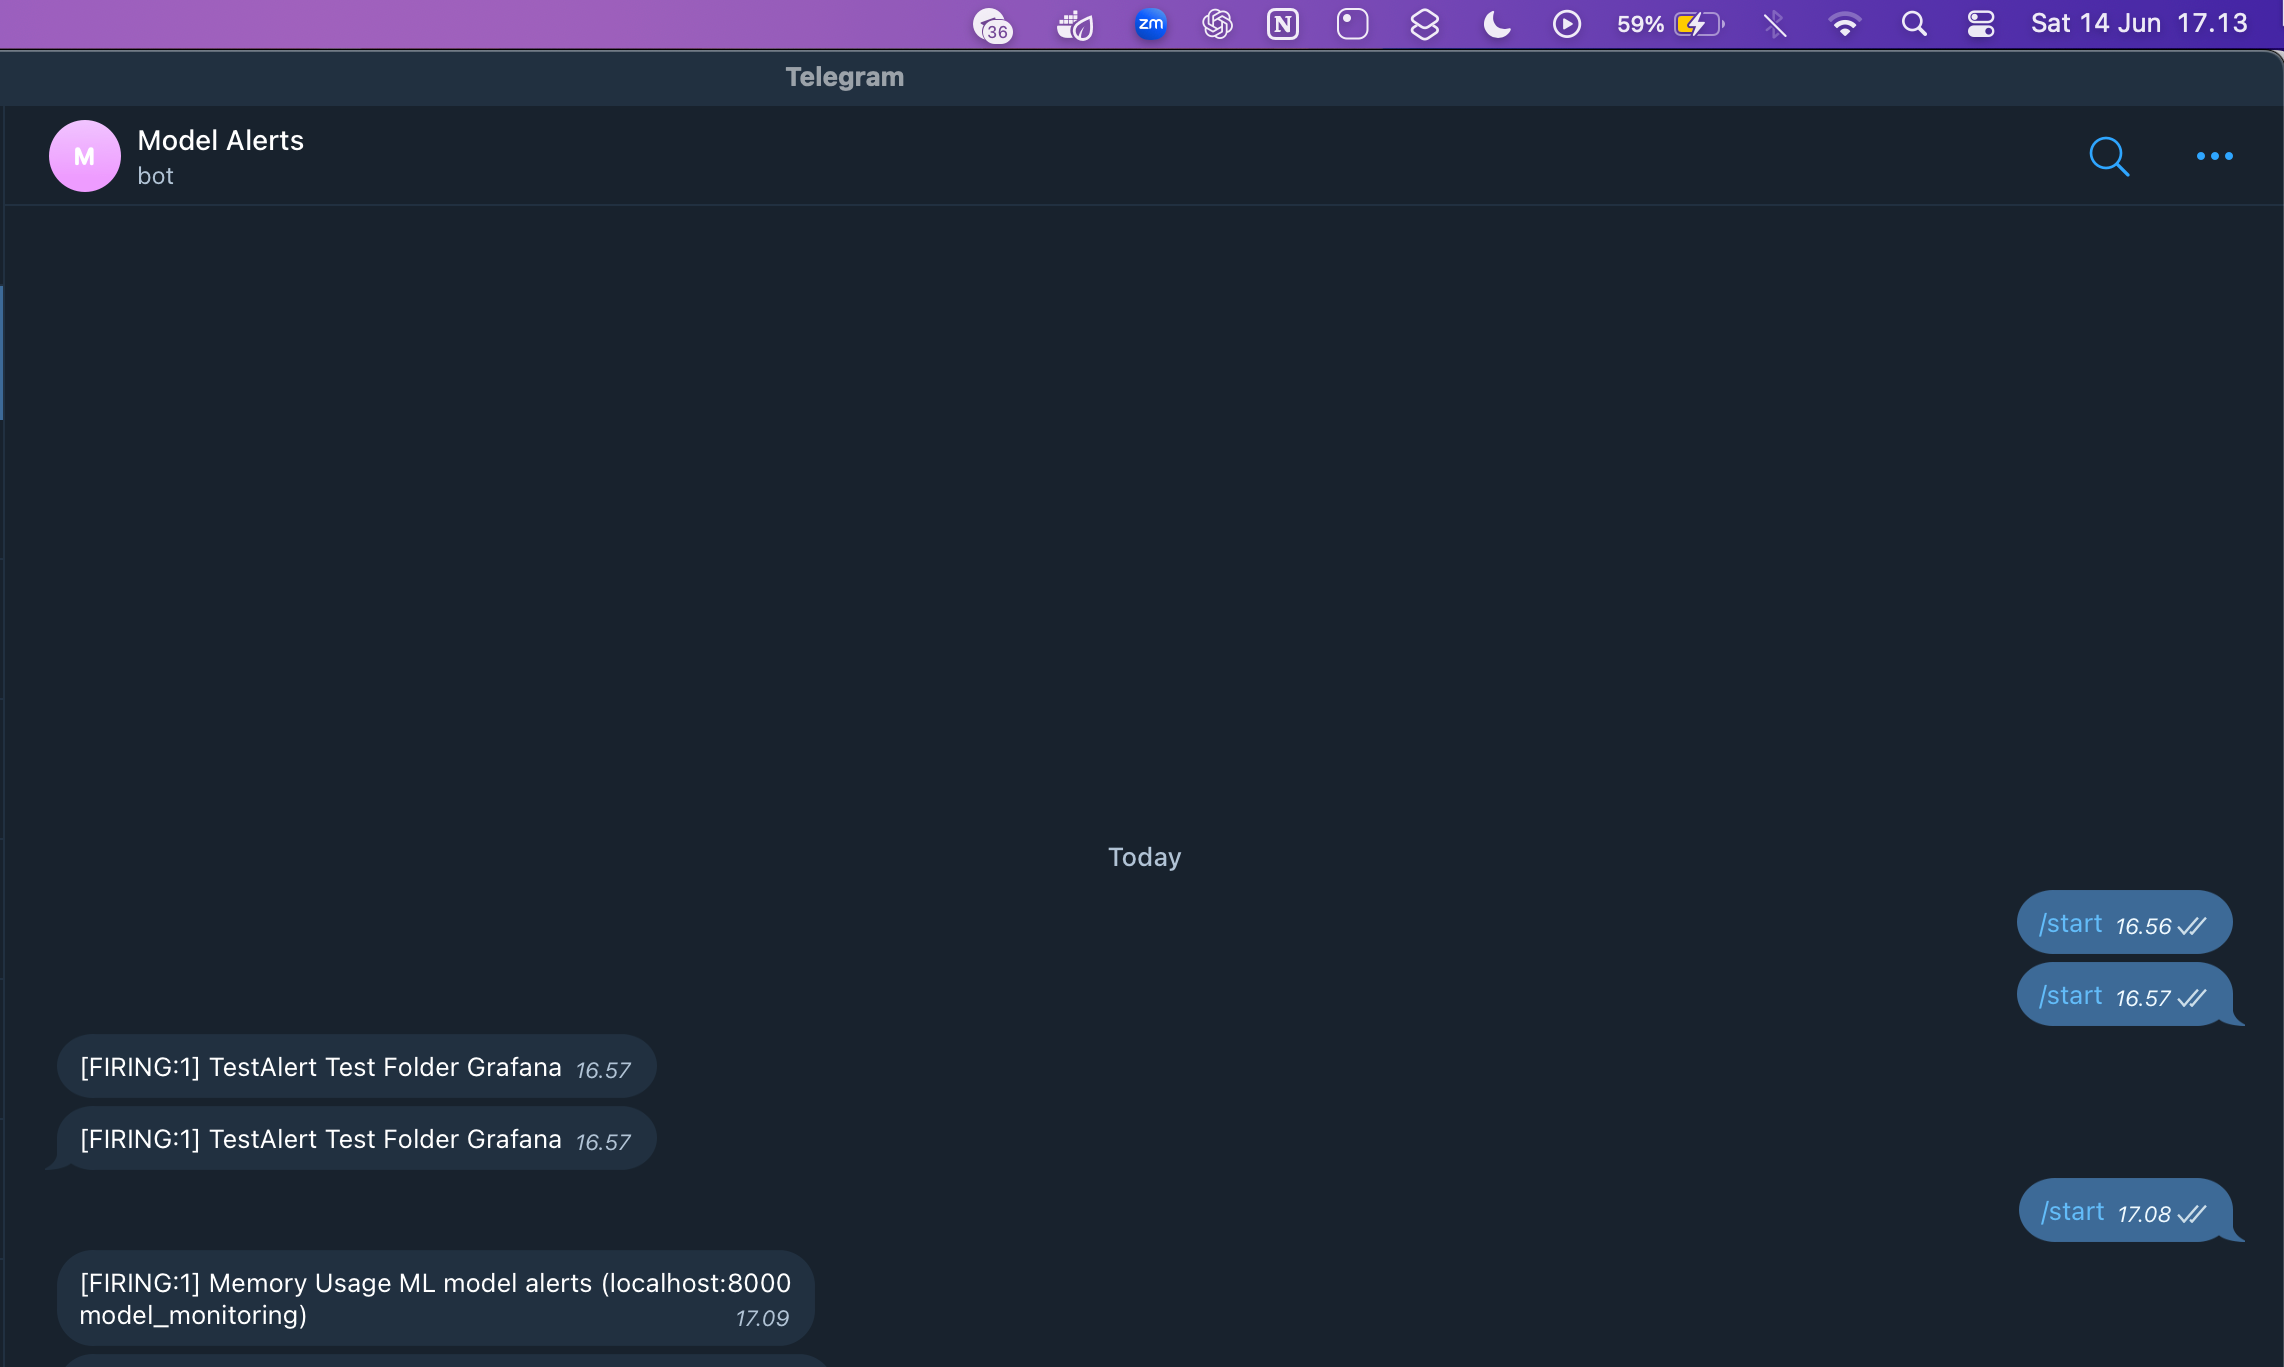 36
zm
N
59%
Sat 14 Jun 17.13
Telegram
M
Model Alerts
bot
Today
/start 16.56
/start 16.57
[FIRING:1] TestAlert Test Folder Grafana 16.57
[FIRING:1] TestAlert Test Folder Grafana 16.57
/start 17.08
[FIRING:1] Memory Usage ML model alerts (localhost:8000
model_monitoring) 17.09